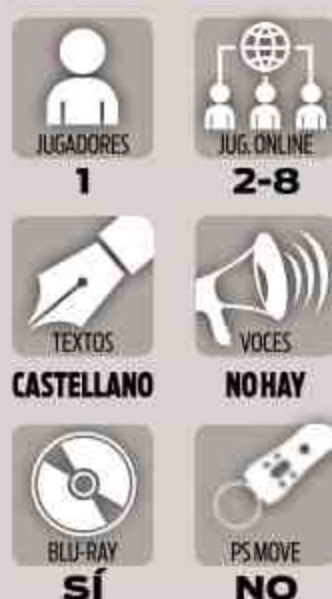 JUGADORES
1
JUG. ONLINE
2-8
TEXTOS
CASTELLANO
VOCES
NO HAY
BLU-RAY
SÍ
PS MOVE
NO